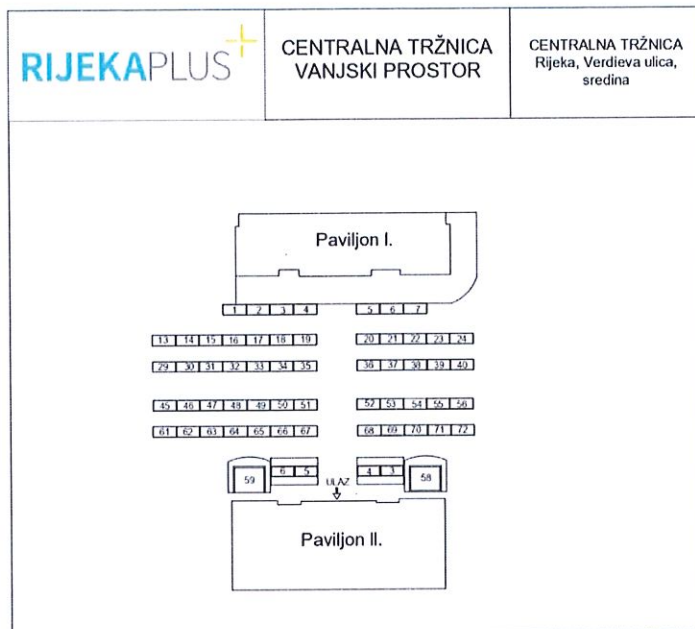 RIJEKAPLUS
CENTRALNA TRŽNICA
VANJSKI PROSTOR
CENTRALNA TRŽNICA
Rijeka, Verdieva ulica,
sredina
Paviljon I.
1 2 3 4 5 6 7
13 14 15 16 17 18 19 20 21 22 23 24
29 30 31 32 33 34 35 36 37 38 39 40
45 46 47 48 49 50 51 52 53 54 55 56
61 62 63 64 65 66 67 68 69 70 71 72
59 6 5 4 3 58
ULAZ
Paviljon II.